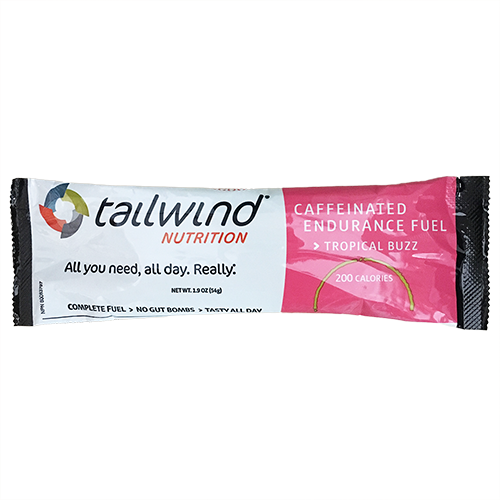 tailwind
NUTRITION
All you need, all day. Really.
NET WT. 1.9 OZ (54g)
COMPLETE FUEL > NO GUT BOMBS > TASTY ALL DAY
CAFFEINATED
ENDURANCE FUEL
> TROPICAL BUZZ
200 CALORIES